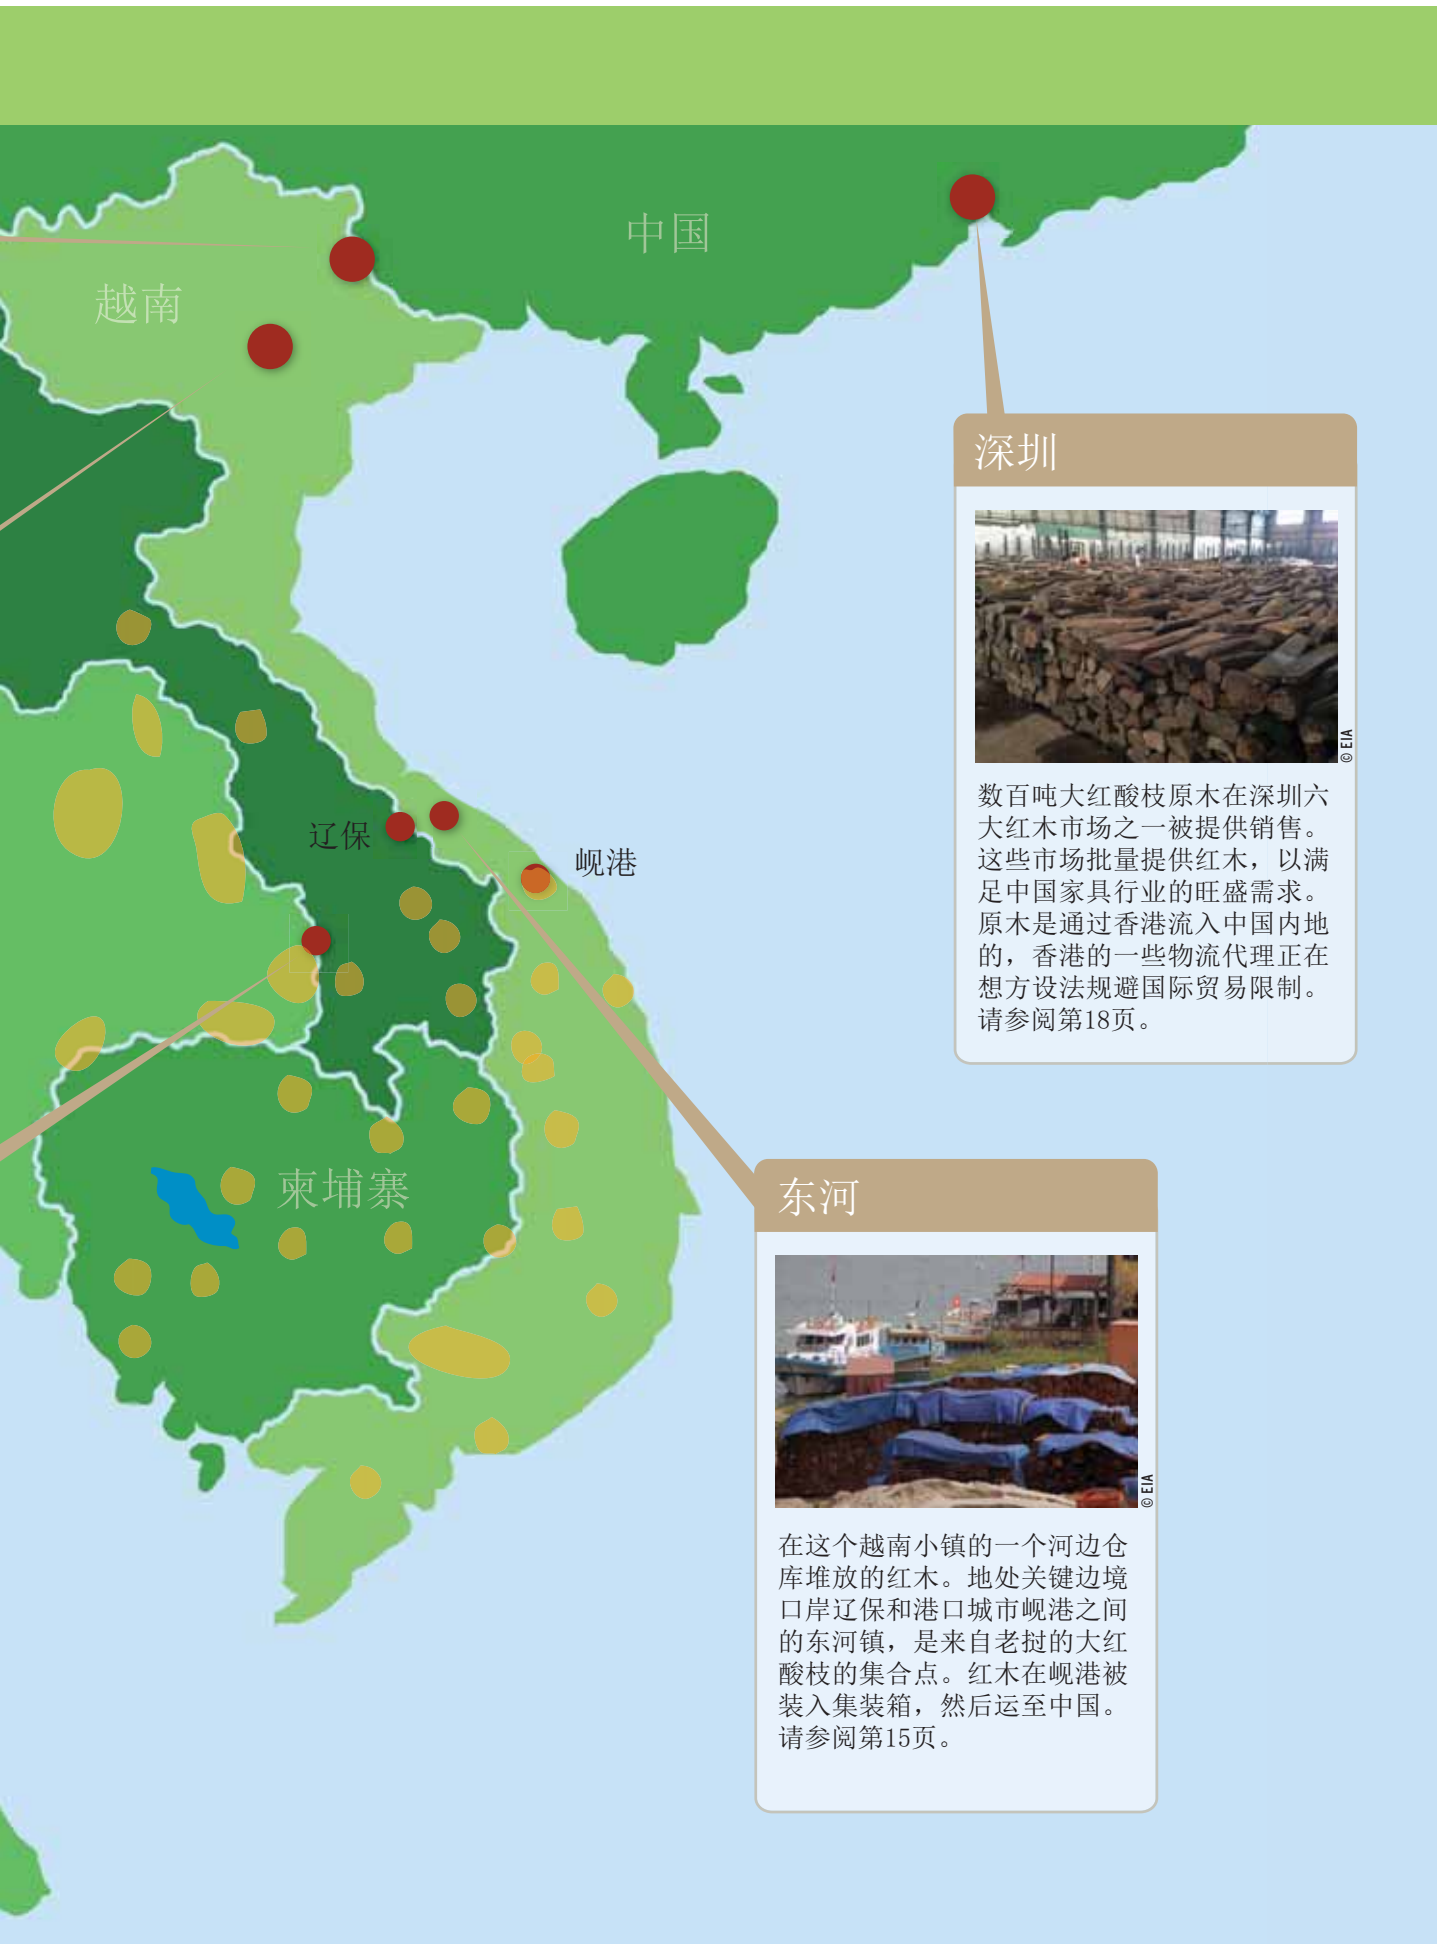 中国
越南
深圳
© EIA
数百吨大红酸枝原木在深圳六
大红木市场之一被提供销售。
这些市场批量提供红木，以满
足中国家具行业的旺盛需求。
原木是通过香港流入中国内地
的，香港的一些物流代理正在
想方设法规避国际贸易限制。
请参阅第18页。
辽保
岘港
柬埔寨
东河
© EIA
在这个越南小镇的一个河边仓
库堆放的红木。地处关键边境
口岸辽保和港口城市岘港之间
的东河镇，是来自老挝的大红
酸枝的集合点。红木在岘港被
装入集装箱，然后运至中国。
请参阅第15页。